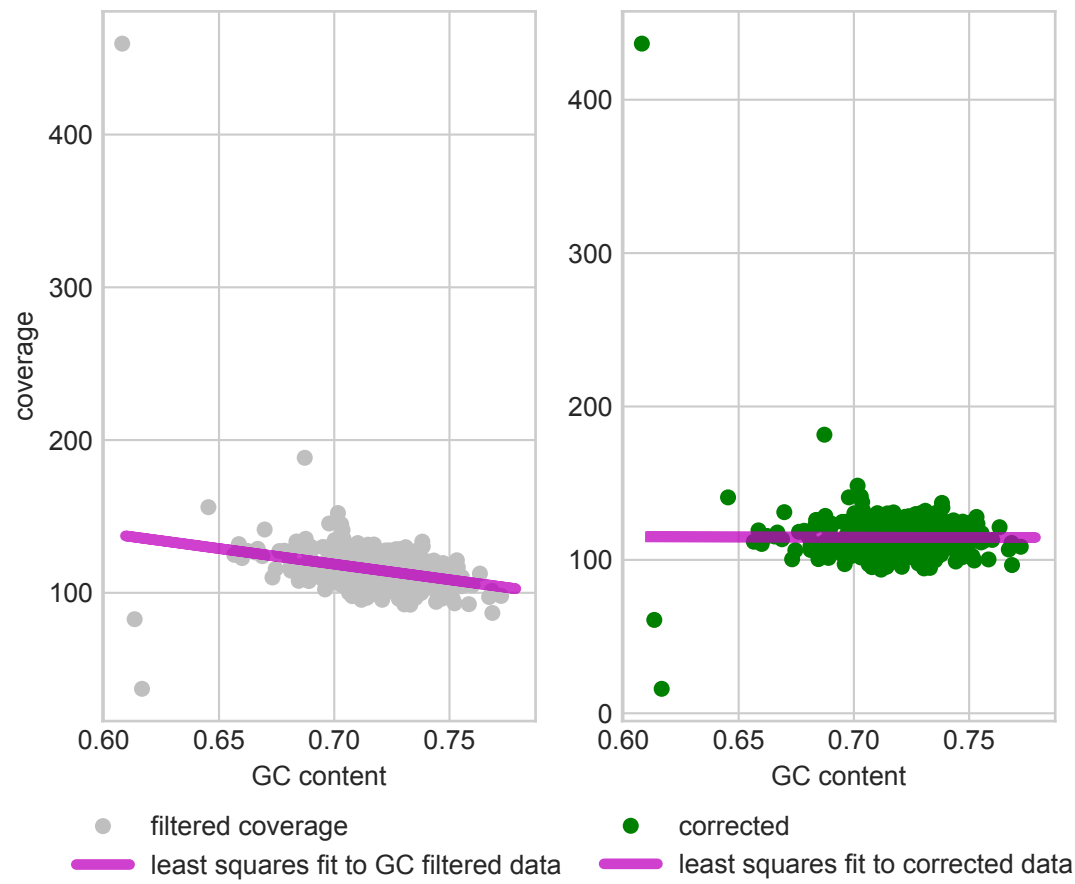 coverage
400
300
200
100
0.60 0.65 0.70 0.75
GC content
filtered coverage
least squares fit to GC filtered data
400
300
200
100
0
0.60 0.65 0.70 0.75
GC content
corrected
least squares fit to corrected data